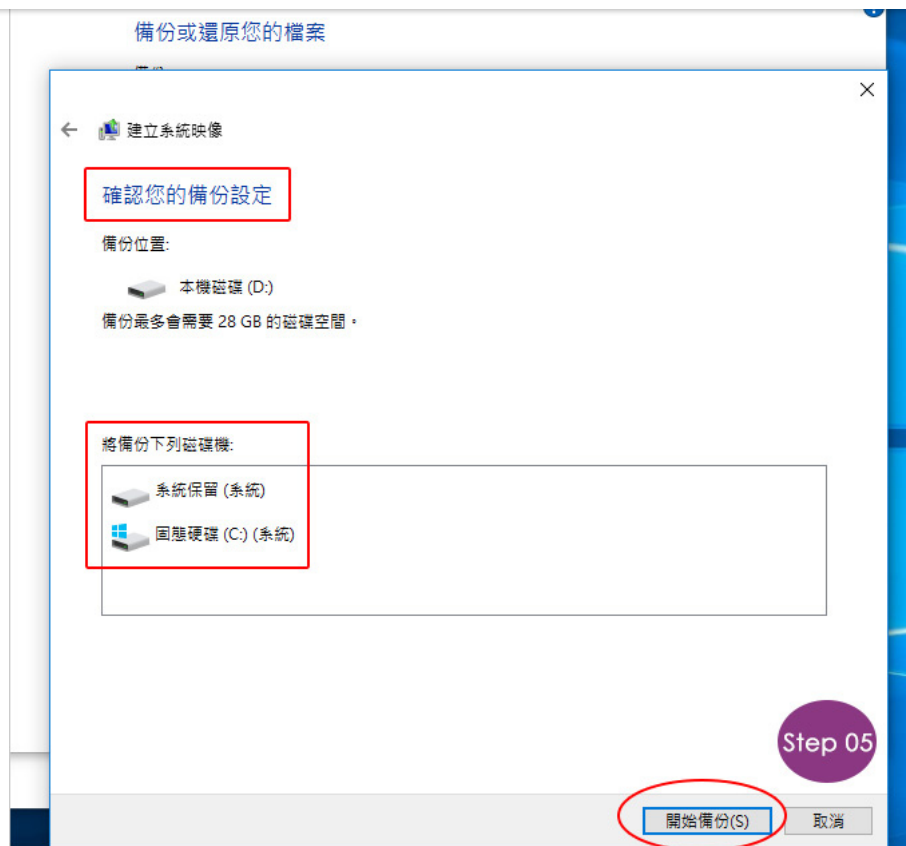 備份或還原您的檔案
建立系統映像
確認您的備份設定
備份位置:
本機磁碟 (D:)
備份最多會需要 28 GB 的磁碟空間。
將備份下列磁碟機:
系統保留 (系統)
固態硬碟 (C:) (系統)
Step 05
開始備份(S)
取消